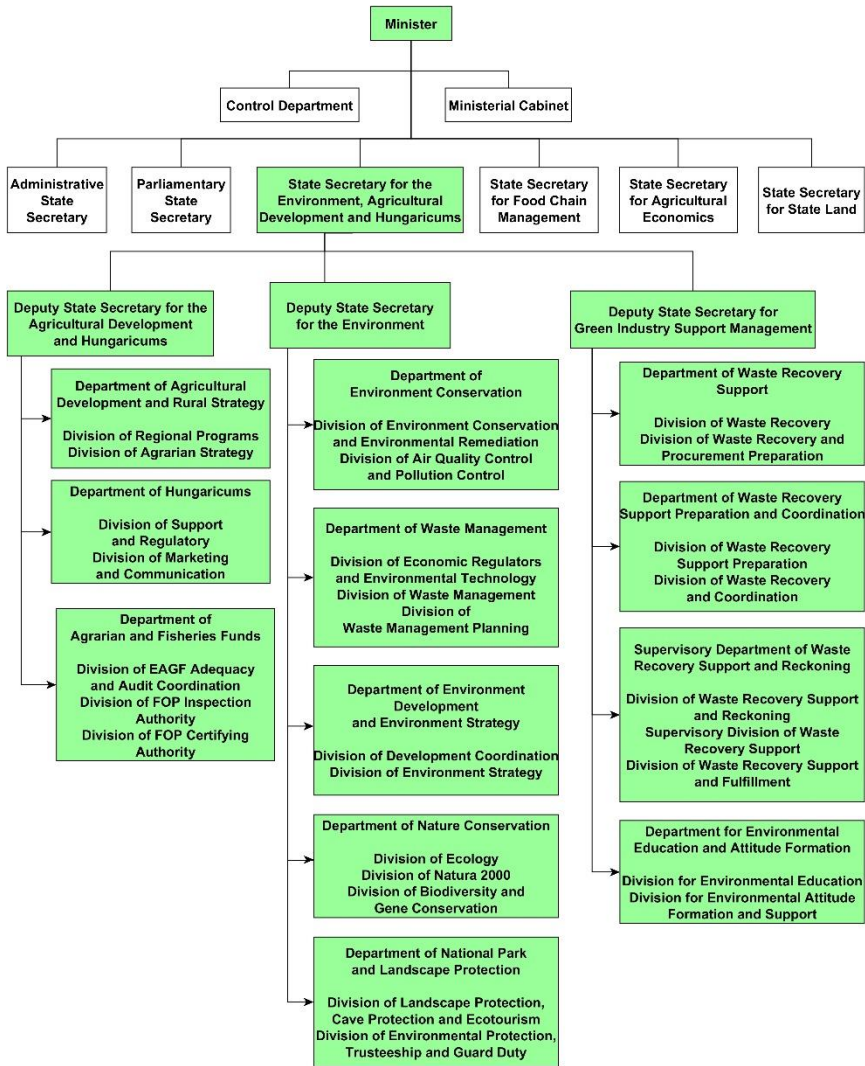 Minister
Control Department
Ministerial Cabinet
Administrative
State
Secretary
Parliamentary
State
Secretary
State Secretary for the
Environment, Agricultural
Development and Hungaricums
State Secretary
for Food Chain
Management
State Secretary
for Agricultural
Economics
State Secretary
for State Land
Deputy State Secretary for the
Agricultural Development
and Hungaricums
Department of Agricultural
Development and Rural Strategy
Division of Regional Programs
Division of Agrarian Strategy
Department of Hungaricums
Division of Support
and Regulatory
Division of Marketing
and Communication
Department of
Agrarian and Fisheries Funds
Division of EAGF Adequacy
and Audit Coordination
Division of FOP Inspection
Authority
Division of FOP Certifying
Authority
Deputy State Secretary
for the Environment
Department of
Environment Conservation
Division of Environment Conservation
and Environmental Remediation
Division of Air Quality Control
and Pollution Control
Department of Waste Management
Division of Economic Regulators
and Environmental Technology
Division of Waste Management
Division of
Waste Management Planning
Department of Environment
Development
and Environment Strategy
Division of Development Coordination
Division of Environment Strategy
Department of Nature Conservation
Division of Ecology
Division of Natura 2000
Division of Biodiversity and
Gene Conservation
Department of National Park
and Landscape Protection
Division of Landscape Protection,
Cave Protection and Ecotourism
Division of Environmental Protection,
Trusteeship and Guard Duty
Deputy State Secretary for
Green Industry Support Management
Department of Waste Recovery
Support
Division of Waste Recovery
Division of Waste Recovery and
Procurement Preparation
Department of Waste Recovery
Support Preparation and Coordination
Division of Waste Recovery
Support Preparation
Division of Waste Recovery
and Coordination
Supervisory Department of Waste
Recovery Support and Reckoning
Division of Waste Recovery Support
and Reckoning
Supervisory Division of Waste
Recovery Support
Division of Waste Recovery Support
and Fulfillment
Department for Environmental
Education and Attitude Formation
Division for Environmental Education
Division for Environmental Attitude
Formation and Support